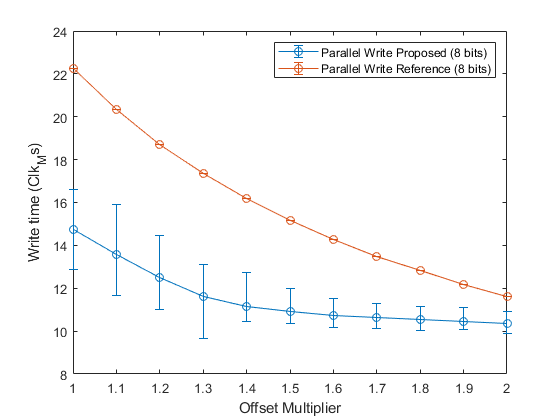 Parallel Write Proposed (8 bits)
Parallel Write Reference (8 bits)
24
22
20
18
16
14
12
10
8
Write time (Clk_Ms)
1 1.1 1.2 1.3 1.4 1.5 1.6 1.7 1.8 1.9 2
Offset Multiplier